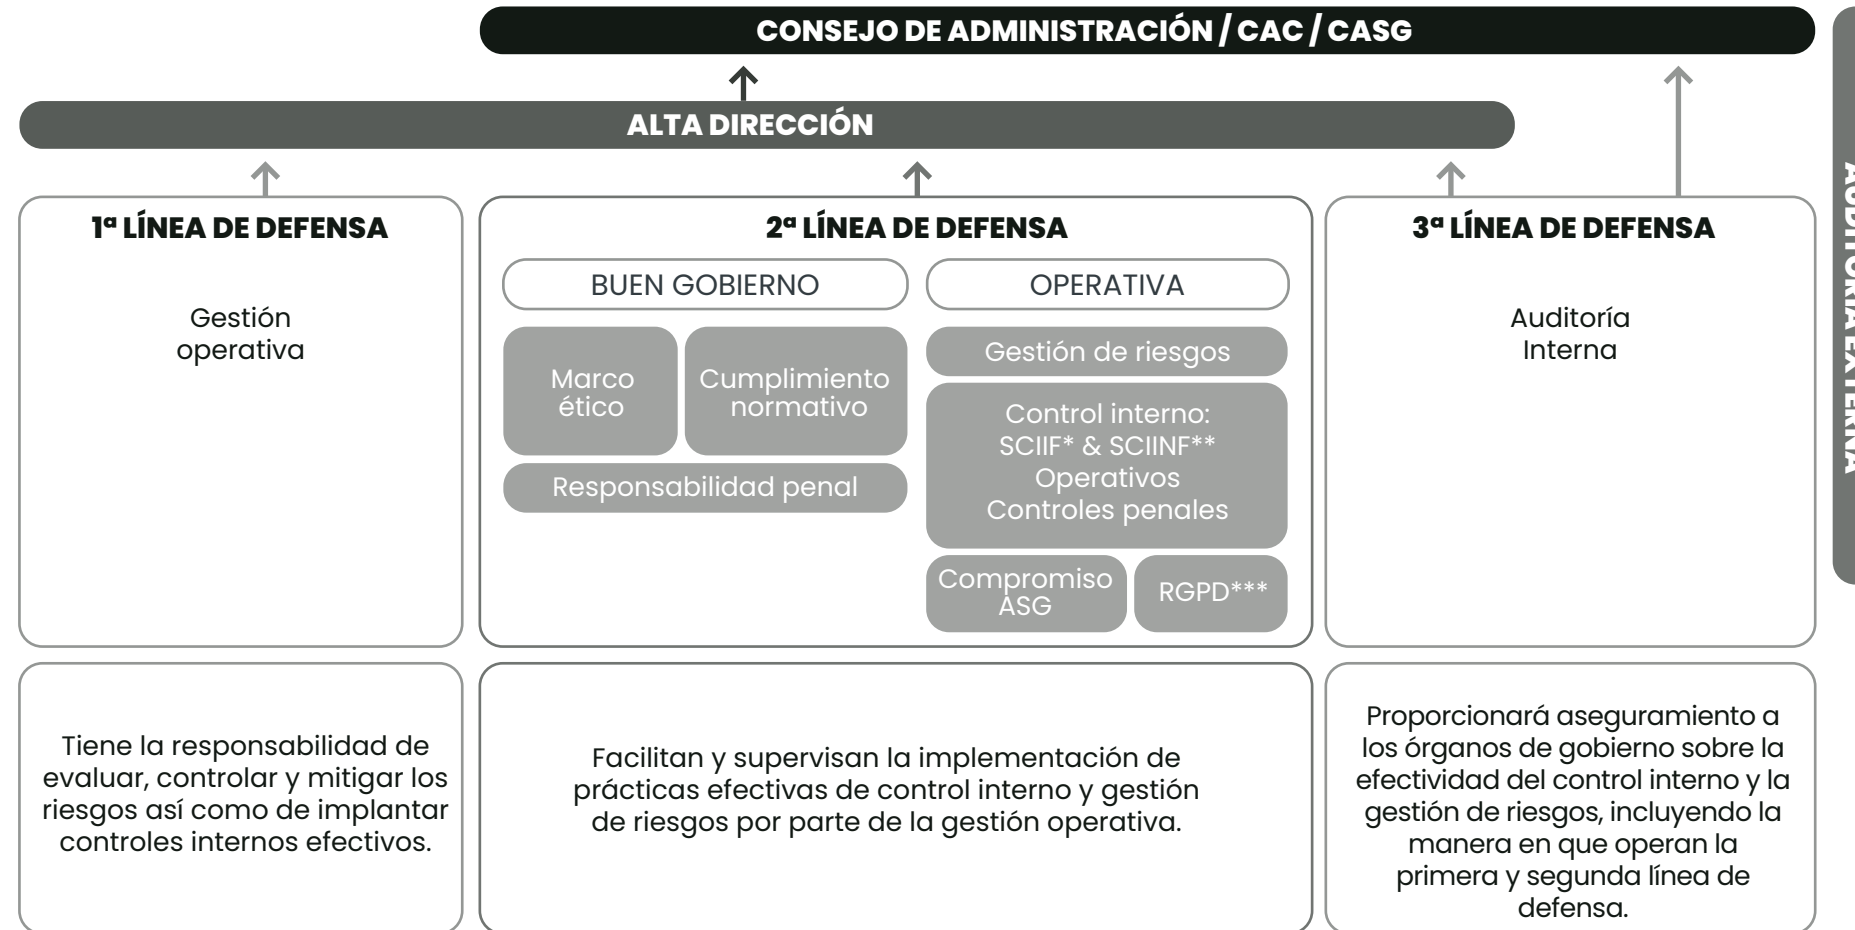 CONSEJO DE ADMINISTRACIÓN / CAC / CASG
ALTA DIRECCIÓN
1ª LÍNEA DE DEFENSA
Gestión
operativa
2ª LÍNEA DE DEFENSA
BUEN GOBIERNO
Marco
ético
Cumplimiento
normativo
Responsabilidad penal
OPERATIVA
Gestión de riesgos
Control interno:
SCIIF* & SCIINF**
Operativos
Controles penales
Compromiso
ASG
RGPD***
3ª LÍNEA DE DEFENSA
Auditoría
Interna
Tiene la responsabilidad de
evaluar, controlar y mitigar los
riesgos así como de implantar
controles internos efectivos.
Facilitan y supervisan la implementación de
prácticas efectivas de control interno y gestión
de riesgos por parte de la gestión operativa.
Proporcionará aseguramiento a
los órganos de gobierno sobre la
efectividad del control interno y la
gestión de riesgos, incluyendo la
manera en que operan la
primera y segunda línea de
defensa.
AUDITORÍA EXTERNA